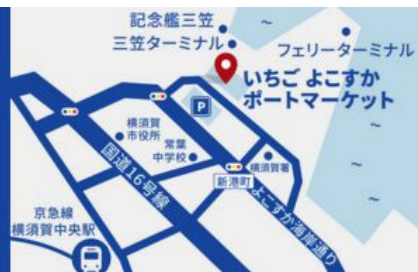 記念艦三笠
三笠ターミナル
フェリーターミナル
いちご よこすか
ポートマーケット
P
横須賀
市役所
常葉
中学校
横須賀署
新港町
国道16号線
よこすか海岸通り
京急線
横須賀中央駅